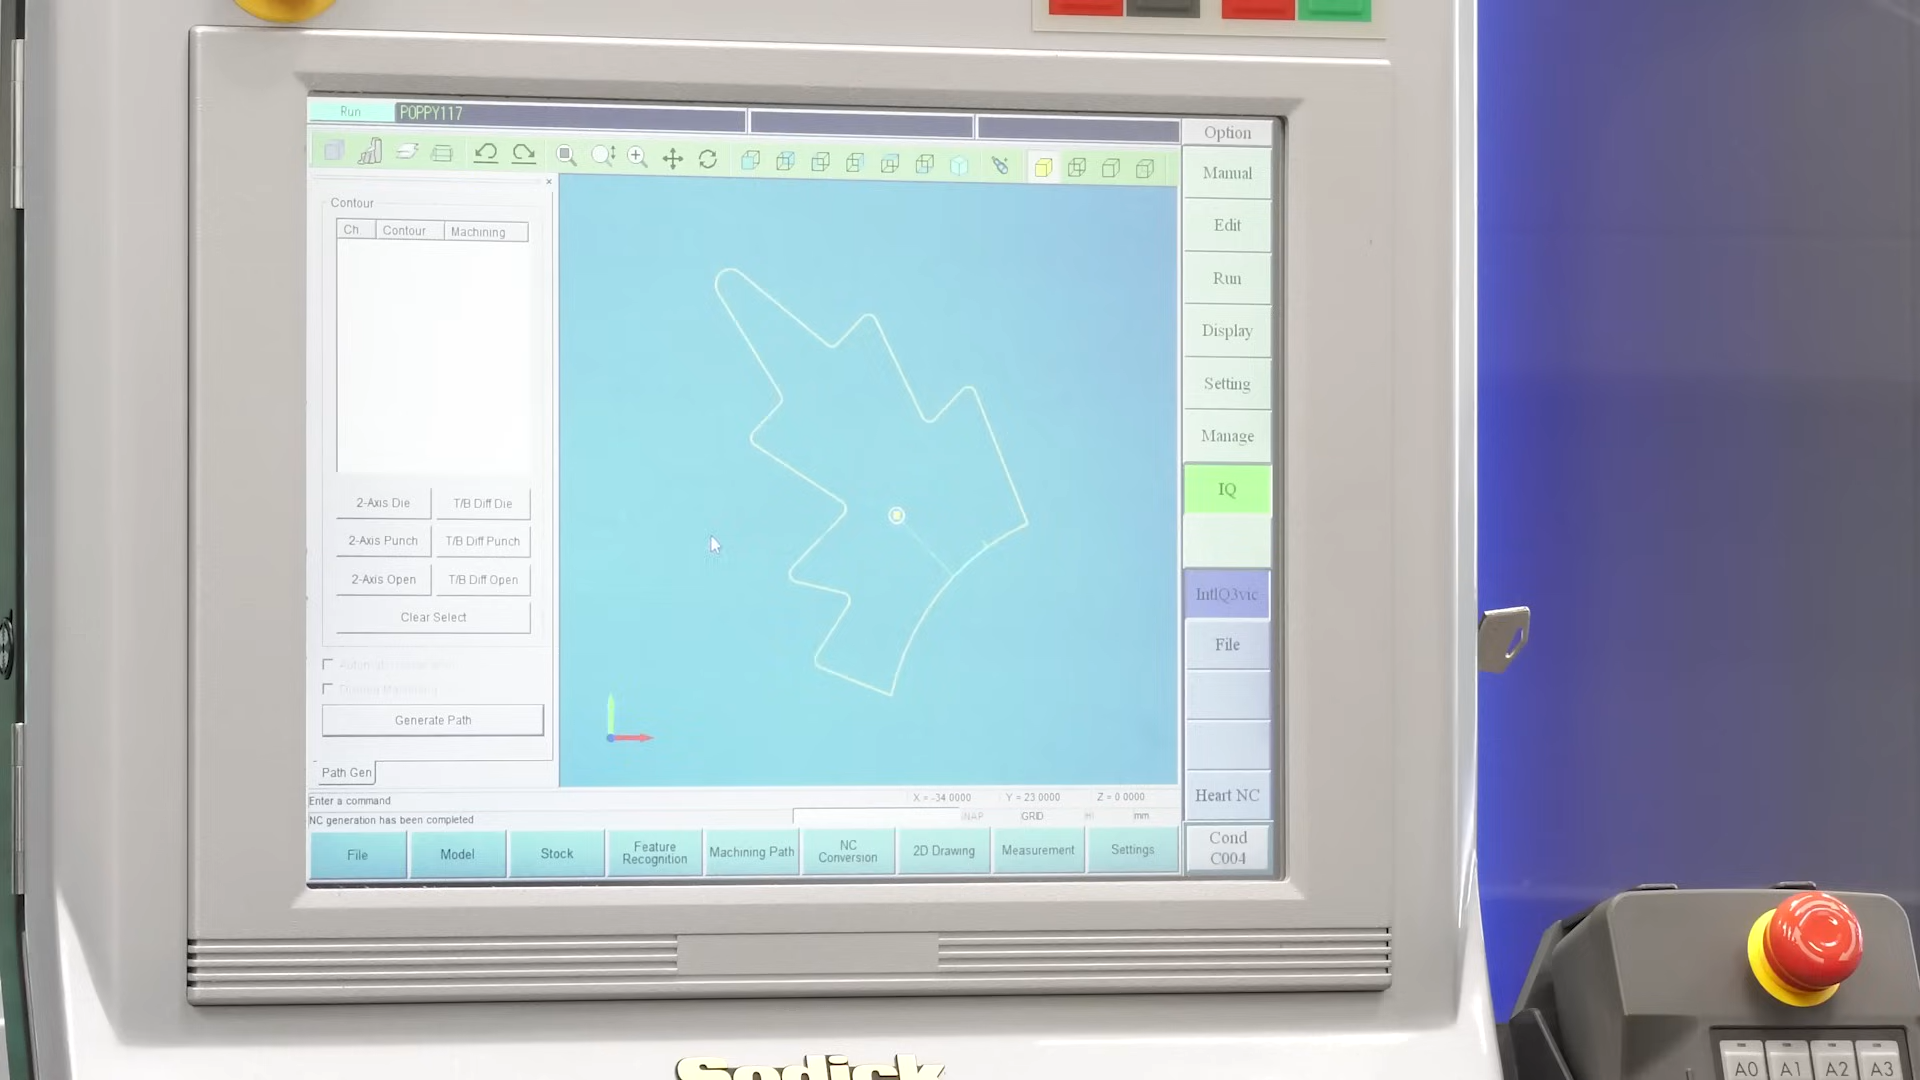 Run POPPY117
Option
Manual
Edit
Run
Display
Setting
Manage
IQ
IntlQ3vic
File
Heart NC
Cond
C004
Contour
Ch. Contour Machining
2-Axis Die T/B Diff Die
2-Axis Punch T/B Diff Punch
2-Axis Open T/B Diff Open
Clear Select
Generate Path
Path Gen
Enter a command X = -34.0000 Y = 23.0000 Z = 0.0000
NC generation has been completed SNAP GRID mm
File Model Stock Feature Recognition Machining Path NC Conversion 2D Drawing Measurement Settings
Sodick
A0 A1 A2 A3